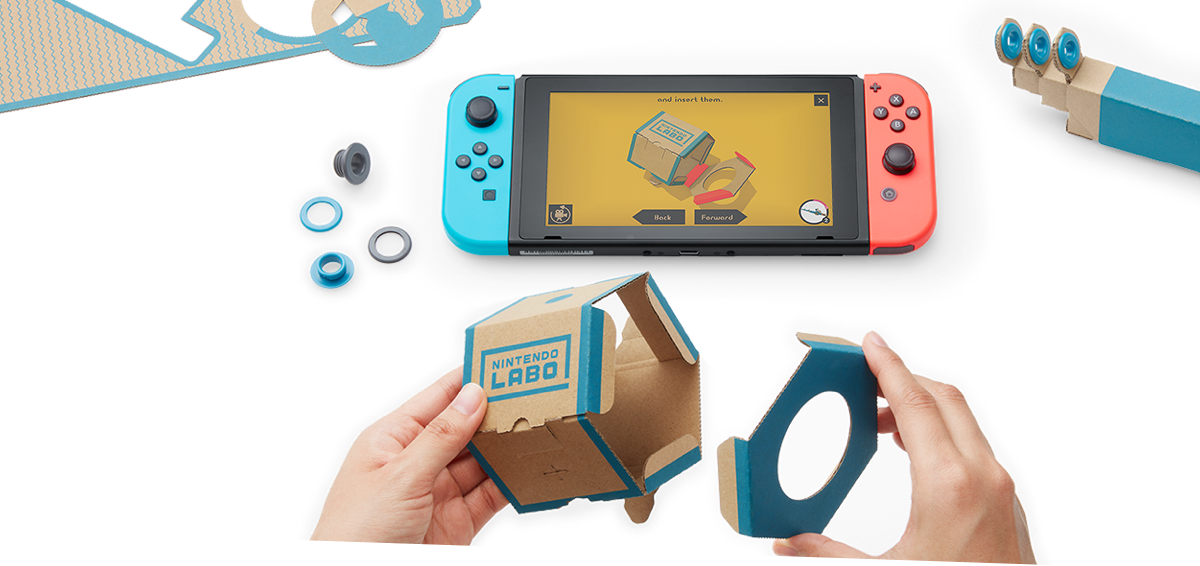 and insert them.
X
NINTENDO
LABO
X
Y
A
B
Back
Forward
NINTENDO
LABO